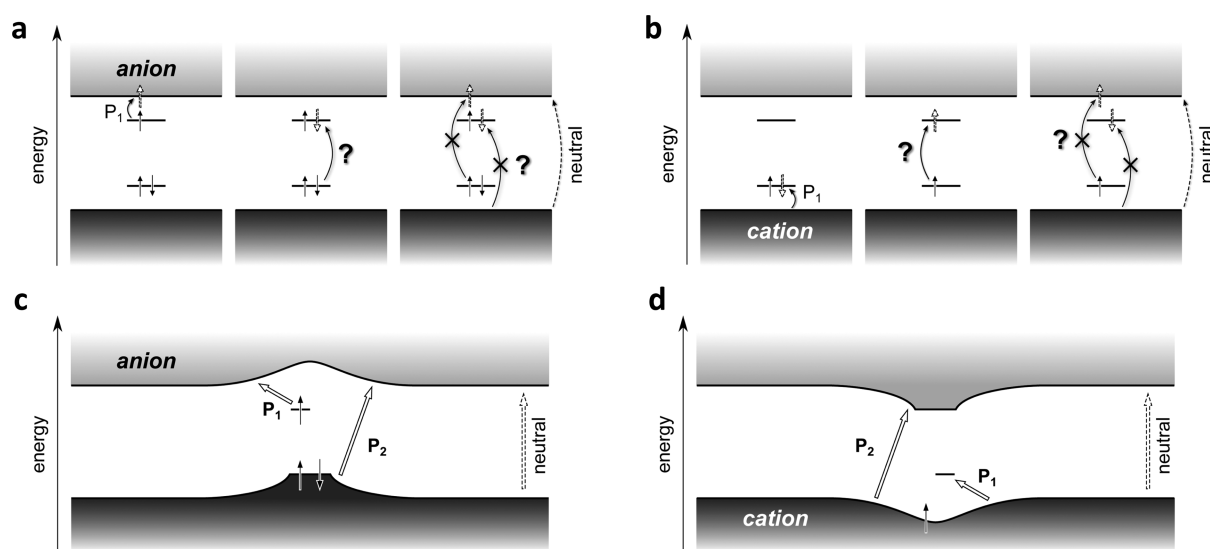 a
energy
anion
P1
?
?
neutral
b
energy
P1
cation
?
?
neutral
c
energy
anion
P1
P2
neutral
d
energy
P2
P1
cation
neutral